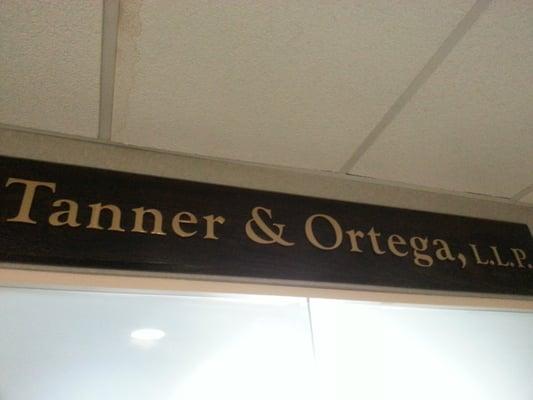 Tanner & Ortega, L.L.P.